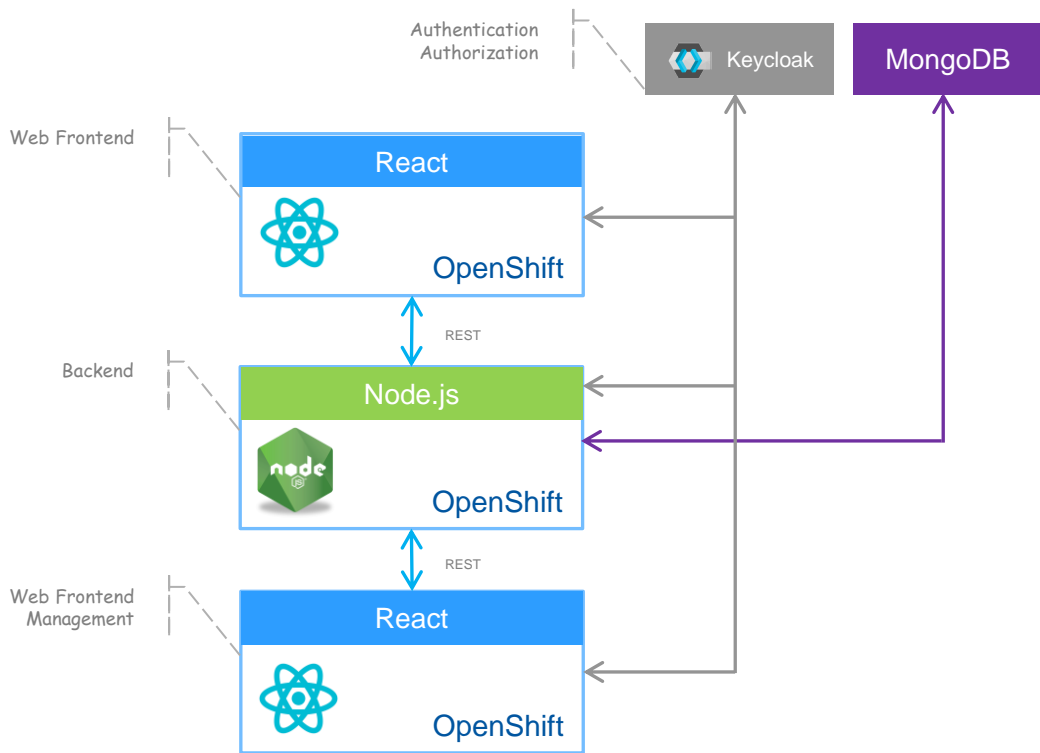 Authentication
Authorization
Keycloak
MongoDB
Web Frontend
React
OpenShift
REST
Backend
Node.js
node
JS
OpenShift
REST
Web Frontend
Management
React
OpenShift